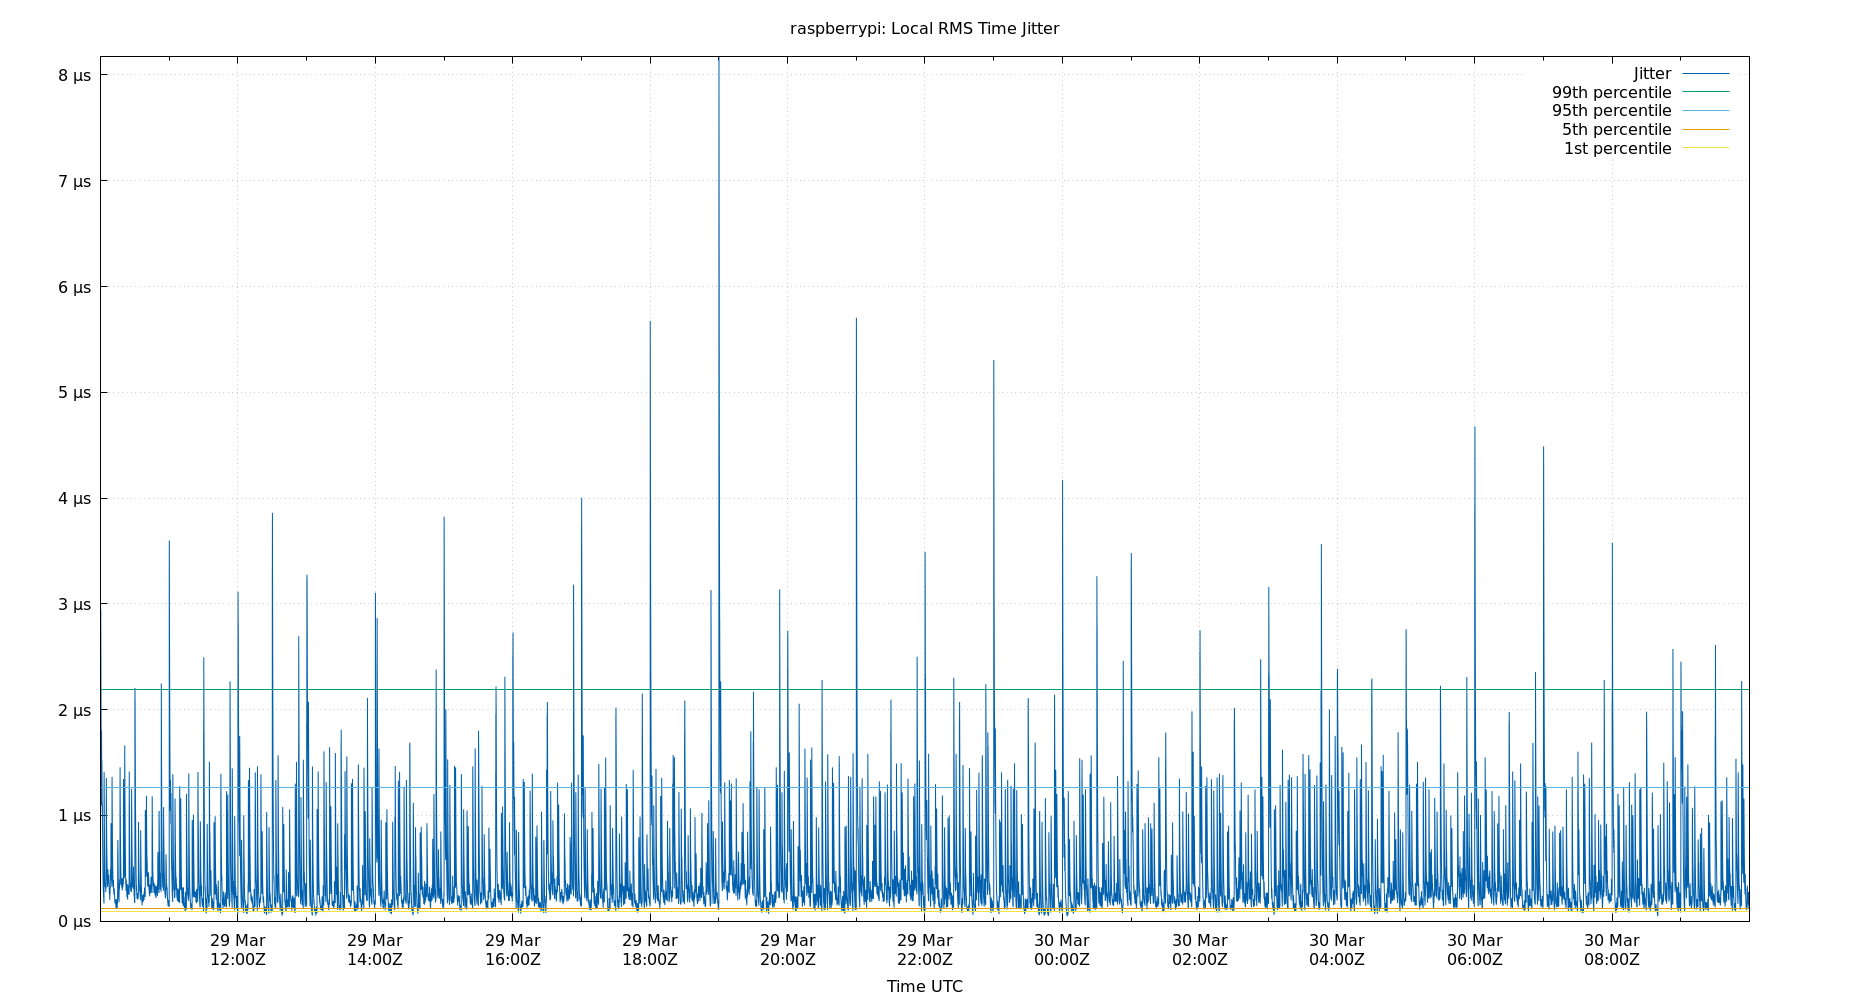 raspberrypi: Local RMS Time Jitter
8 µs
7 µs
6 µs
5 µs
4 µs
3 µs
2 µs
1 µs
0 µs
Jitter
99th percentile
95th percentile
5th percentile
1st percentile
29 Mar 29 Mar 29 Mar 29 Mar 29 Mar 29 Mar 30 Mar 30 Mar 30 Mar 30 Mar 30 Mar
12:00Z 14:00Z 16:00Z 18:00Z 20:00Z 22:00Z 00:00Z 02:00Z 04:00Z 06:00Z 08:00Z
Time UTC